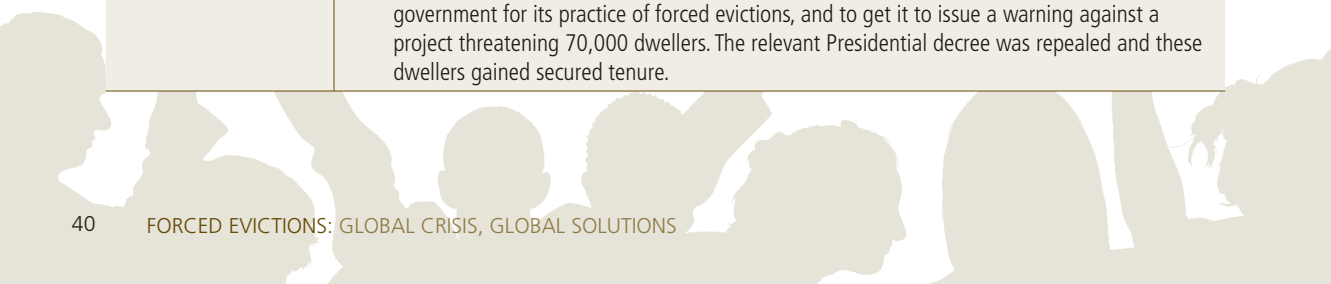 government for its practice of forced evictions, and to get it to issue a warning against a
project threatening 70,000 dwellers. The relevant Presidential decree was repealed and these
dwellers gained secured tenure.
40 FORCED EVICTIONS: GLOBAL CRISIS, GLOBAL SOLUTIONS